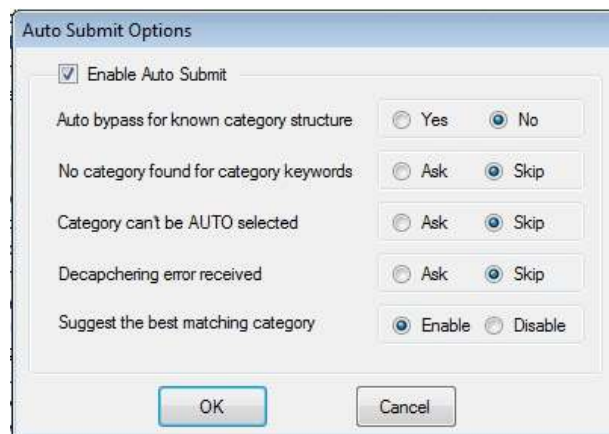 Auto Submit Options
Enable Auto Submit
Auto bypass for known category structure Yes No
No category found for category keywords Ask Skip
Category can't be AUTO selected Ask Skip
Decapchering error received Ask Skip
Suggest the best matching category Enable Disable
OK Cancel